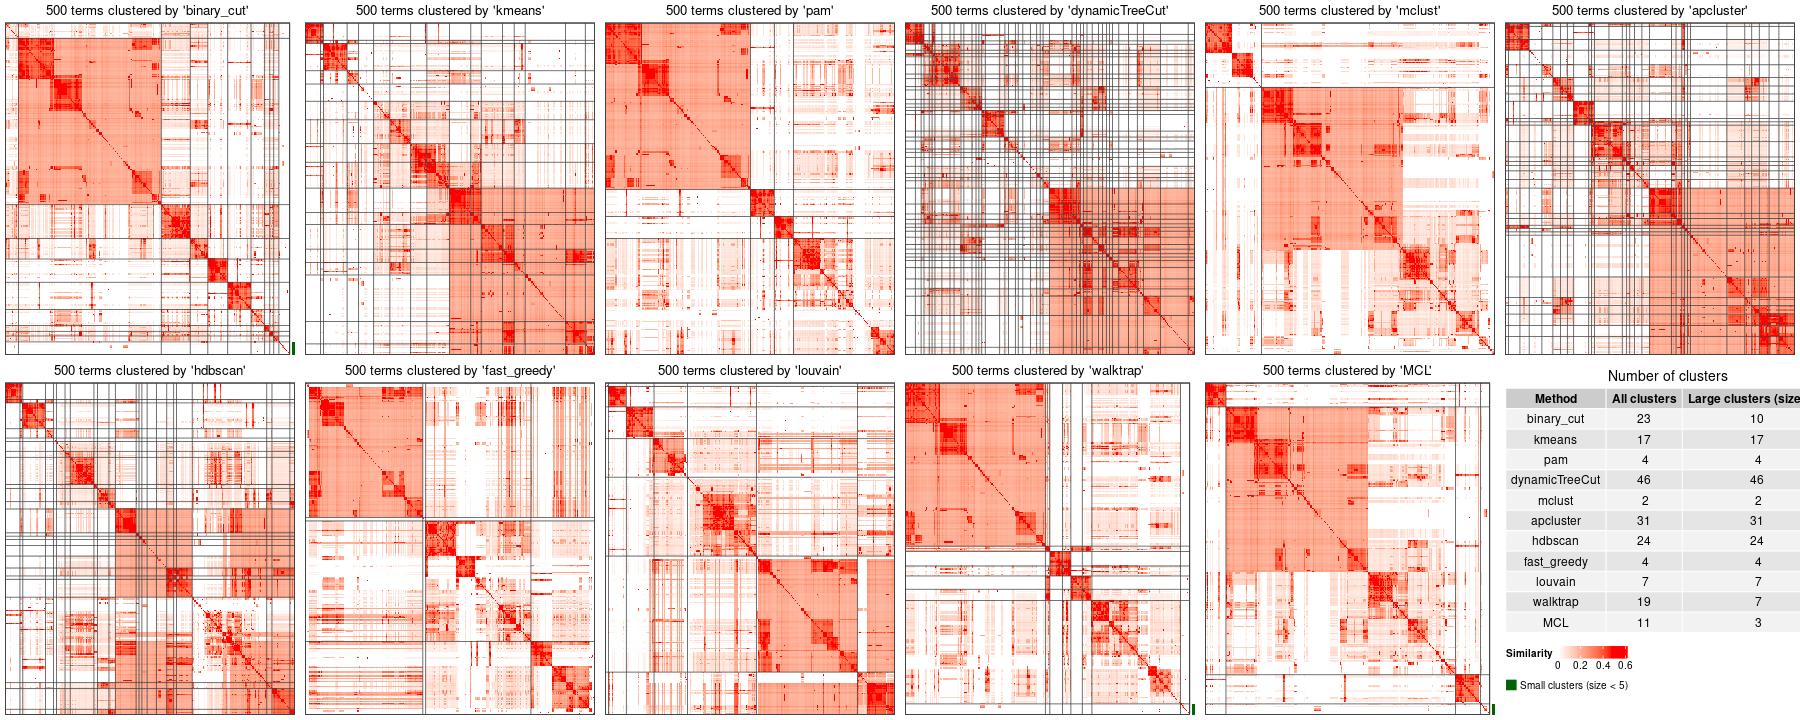 500 terms clustered by 'binary_cut'
500 terms clustered by 'kmeans'
500 terms clustered by 'pam'
500 terms clustered by 'dynamicTreeCut'
500 terms clustered by 'mclust'
500 terms clustered by 'apcluster'
500 terms clustered by 'hdbscan'
500 terms clustered by 'fast_greedy'
500 terms clustered by 'louvain'
500 terms clustered by 'walktrap'
500 terms clustered by 'MCL'
Number of clusters
Method All clusters Large clusters (size
binary_cut 23 10
kmeans 17 17
pam 4 4
dynamicTreeCut 46 46
mclust 2 2
apcluster 31 31
hdbscan 24 24
fast_greedy 4 4
louvain 7 7
walktrap 19 7
MCL 11 3
Similarity
0 0.2 0.4 0.6
Small clusters (size < 5)